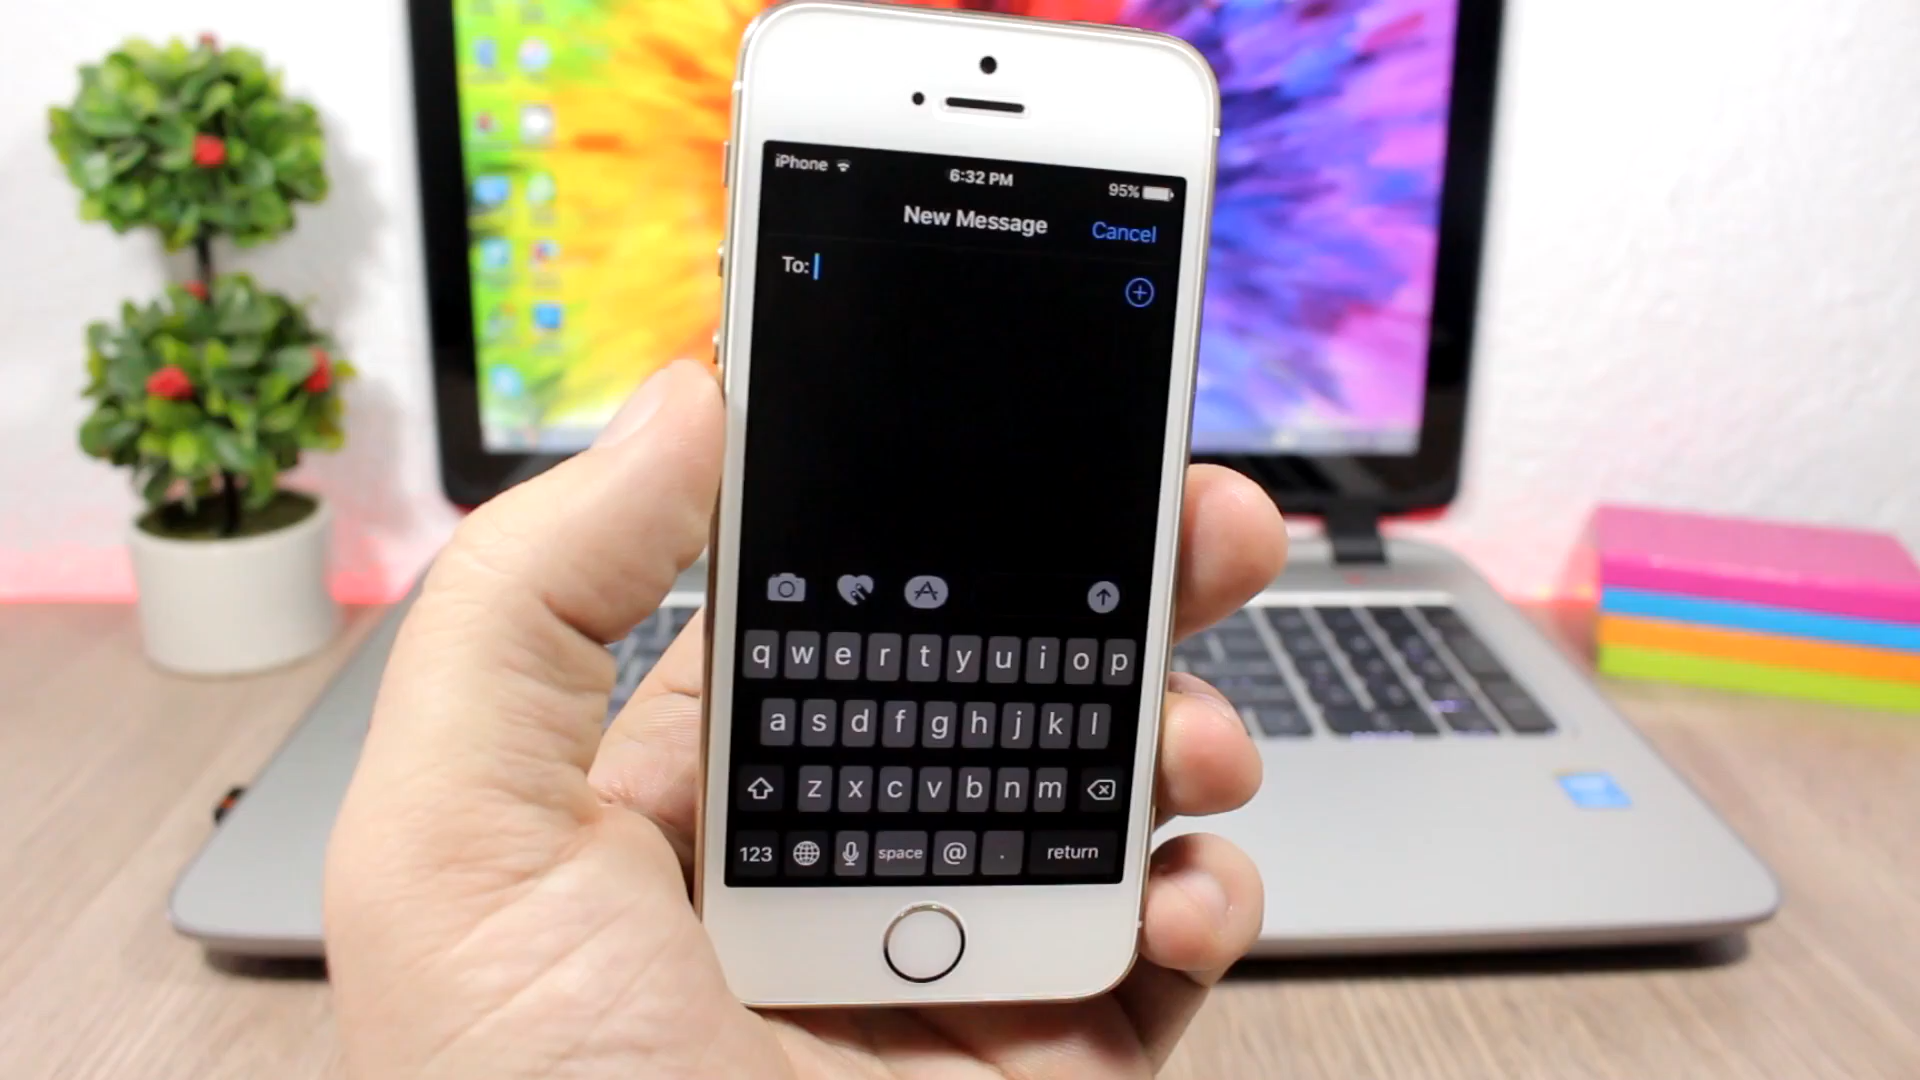 iPhone 6:32 PM 95%
New Message Cancel
To:
q w e r t y u i o p
a s d f g h j k l
z x c v b n m
123 space @ . return